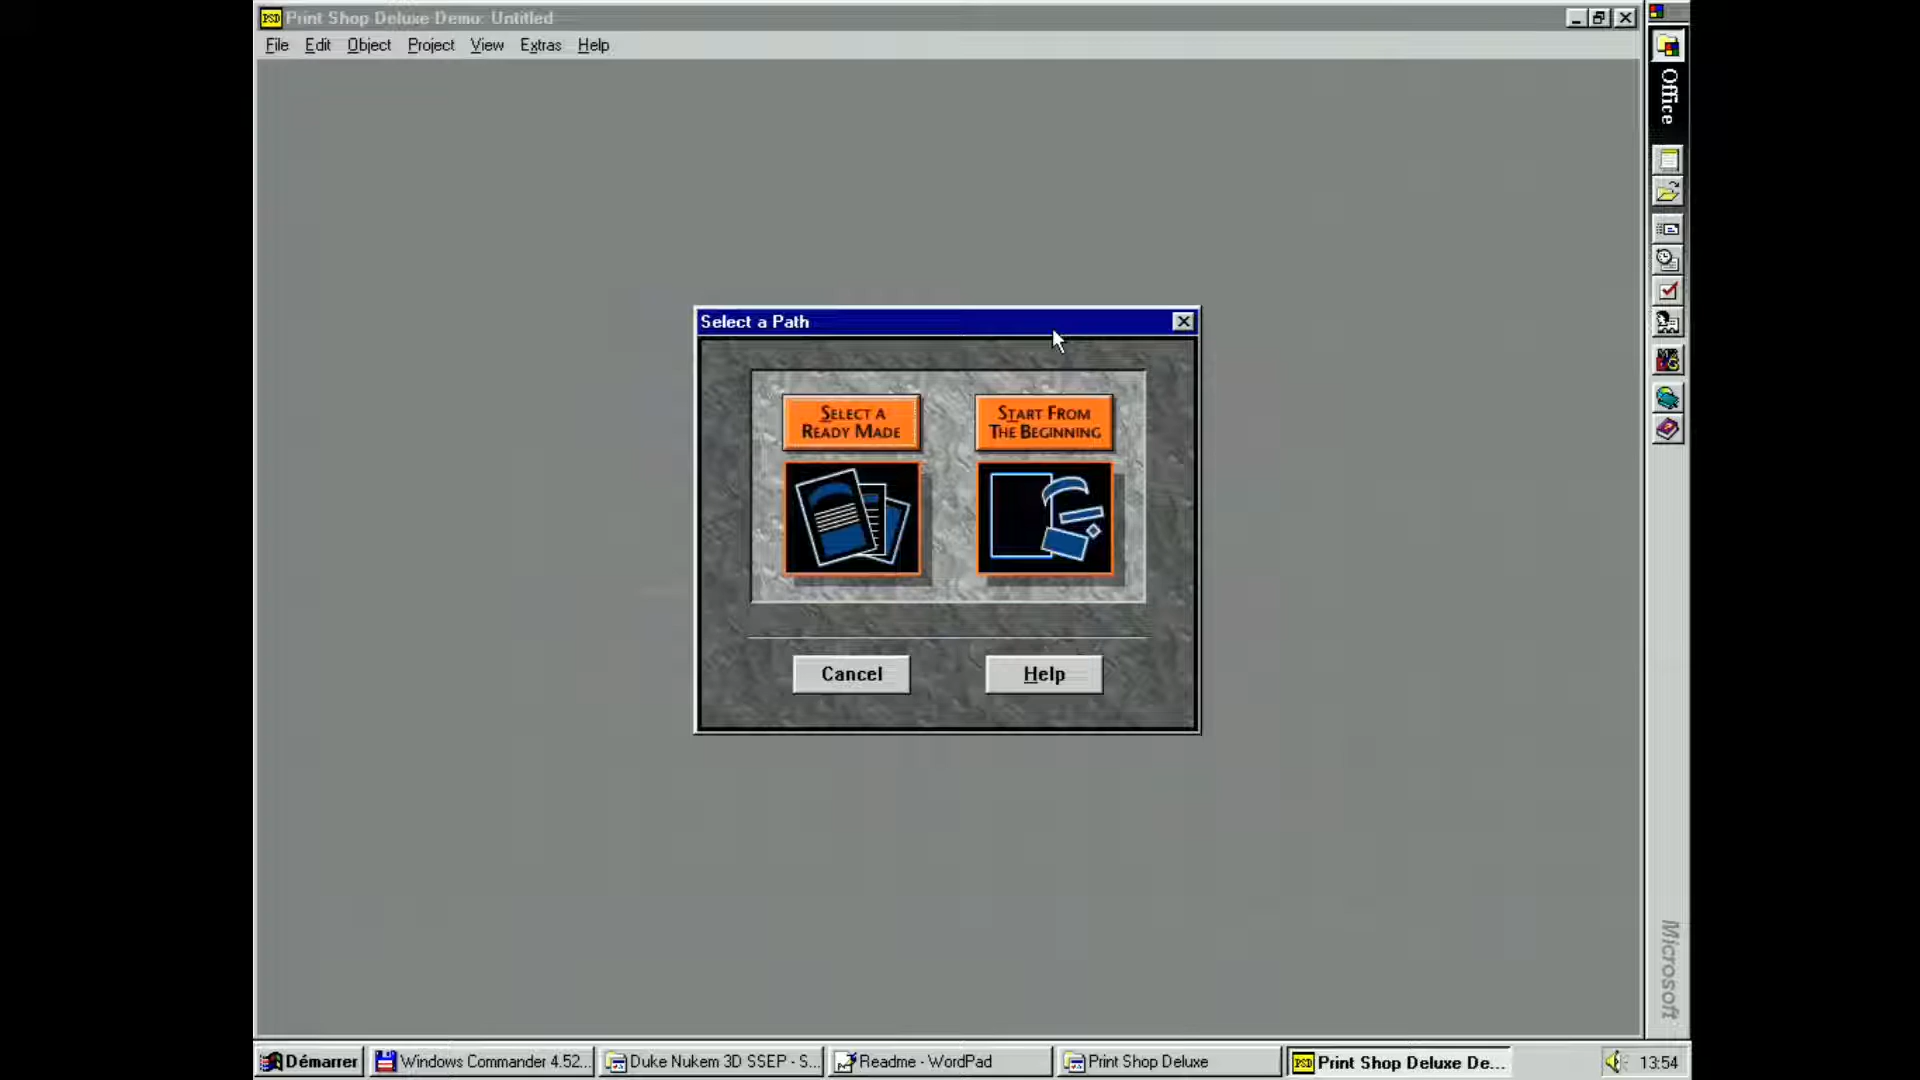 Print Shop Deluxe Demo: Untitled
File Edit Object Project View Extras Help
Office
Select a Path
SELECT A
READY MADE
START FROM
THE BEGINNING
Cancel
Help
Microsoft
Démarrer
Windows Commander 4.52...
Duke Nukem 3D SSEP - S...
Readme - WordPad
Print Shop Deluxe
PSD
Print Shop Deluxe De...
13:54